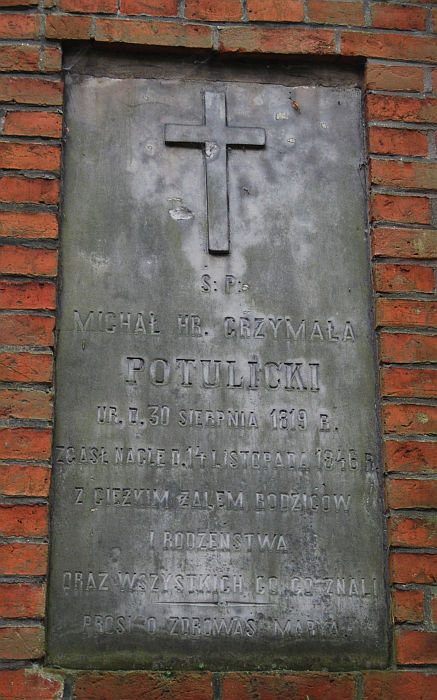 S: P:
MICHAŁ HR. GRZYMAŁA
POTULICKI
UR. D. 30 SIERPNIA 1819 R.
ZGASŁ NAGLE D. 14 LISTOPADA 1846 R.
Z CIĘŻKIM ŻALEM RODZICÓW
I RODZEŃSTWA
ORAZ WSZYSTKICH, CO GO ZNALI
PROSI O ZDROWAŚ MARYA.